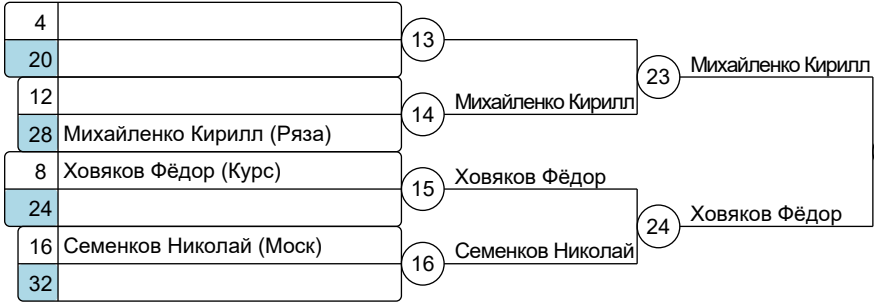 4
13
20
23 Михайленко Кирилл
12
14 Михайленко Кирилл
28 Михайленко Кирилл (Ряза)
8 Ховяков Фёдор (Курс)
15 Ховяков Фёдор
24
24 Ховяков Фёдор
16 Семенков Николай (Моск)
16 Семенков Николай
32